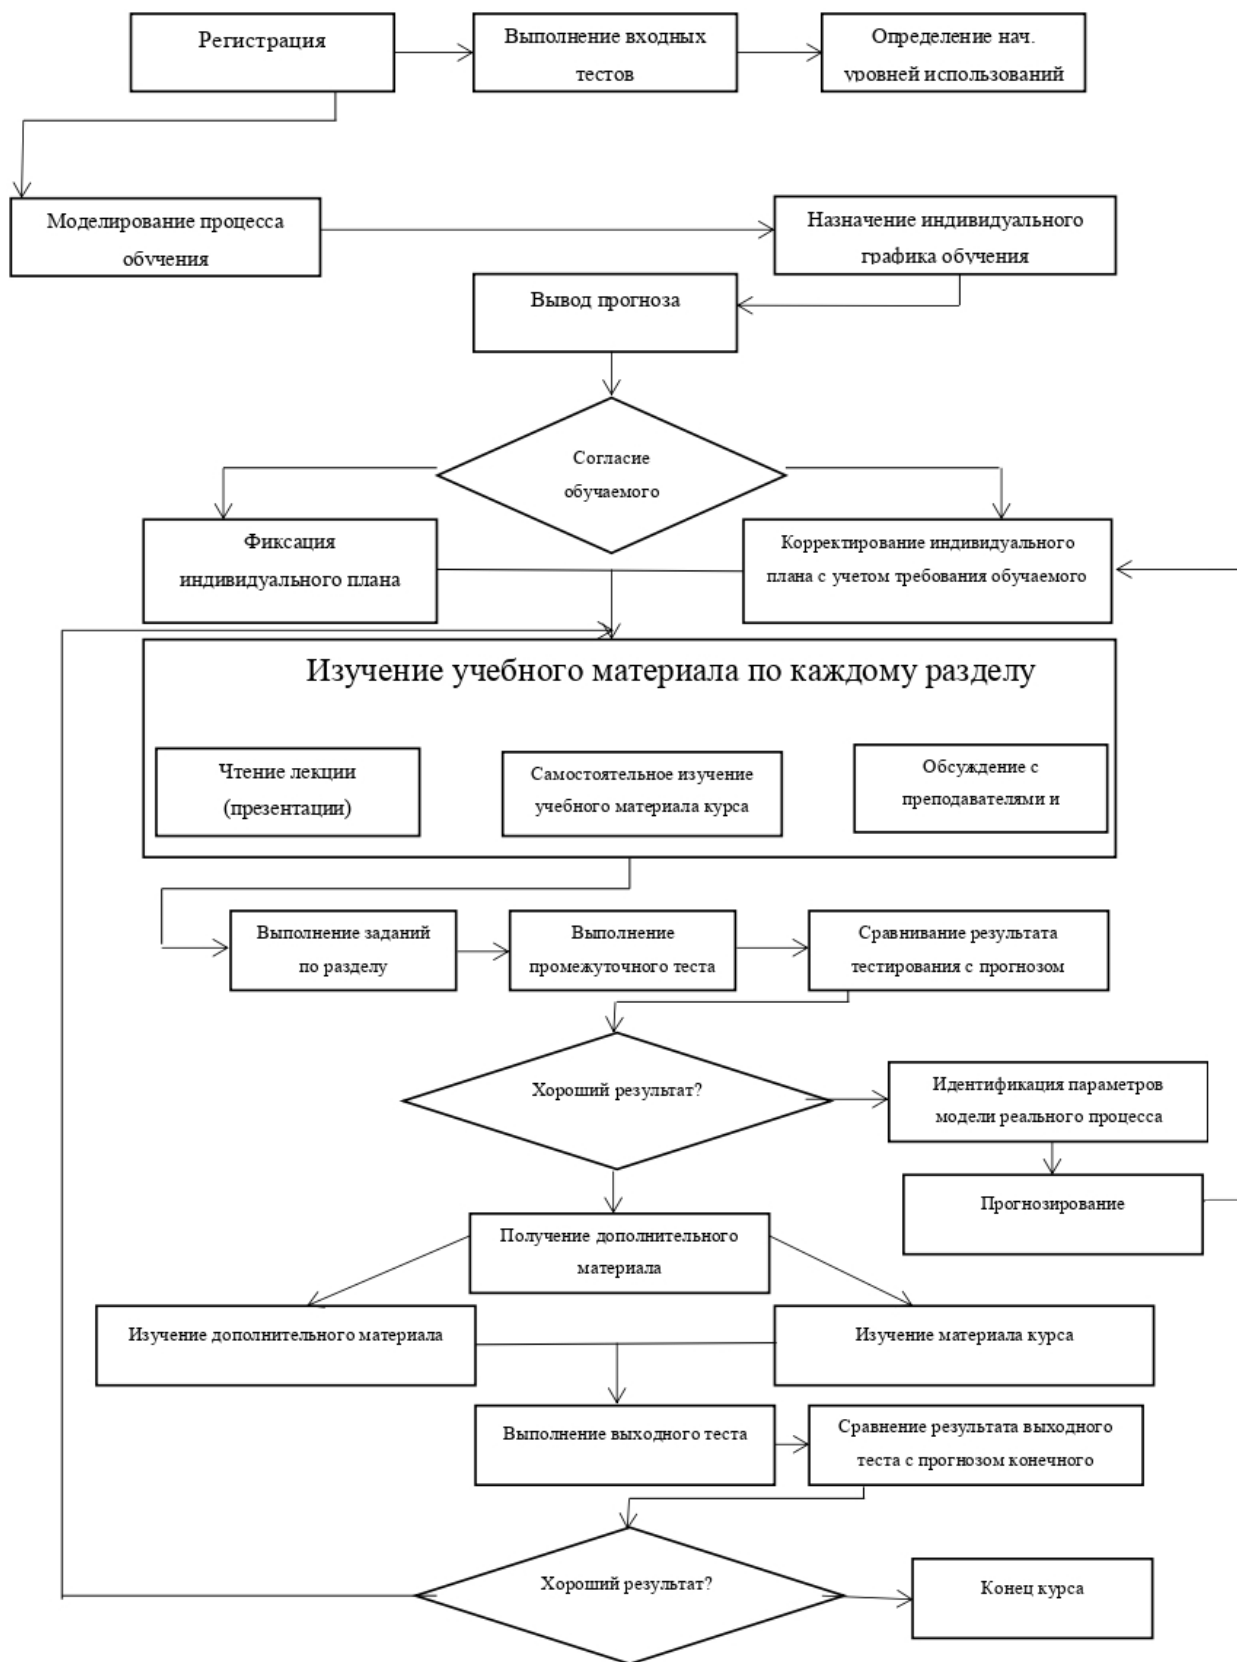 Регистрация
Выполнение входных
тестов
Определение нач.
уровней использований
Моделирование процесса
обучения
Назначение индивидуального
графика обучения
Вывод прогноза
Согласие
обучаемого
Фиксация
индивидуального плана
Корректирование индивидуального
плана с учетом требования обучаемого
Изучение учебного материала по каждому разделу
Чтение лекции
(презентации)
Самостоятельное изучение
учебного материала курса
Обсуждение с
преподавателями и
Выполнение заданий
по разделу
Выполнение
промежуточного теста
Сравнивание результата
тестирования с прогнозом
Хороший результат?
Идентификация параметров
модели реального процесса
Прогнозирование
Получение дополнительного
материала
Изучение дополнительного материала
Изучение материала курса
Выполнение выходного теста
Сравнение результата выходного
теста с прогнозом конечного
Хороший результат?
Конец курса